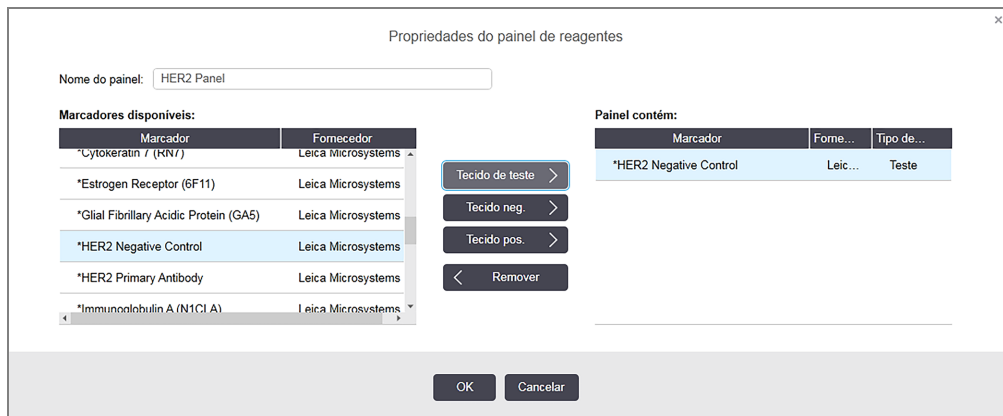 Propriedades do painel de reagentes
Nome do painel: HER2 Panel
Marcadores disponíveis:
Marcador Fornecedor
*Cytokeratin 7 (RN7) Leica Microsystems
*Estrogen Receptor (6F11) Leica Microsystems
*Glial Fibrillary Acidic Protein (GA5) Leica Microsystems
*HER2 Negative Control Leica Microsystems
*HER2 Primary Antibody Leica Microsystems
*Immunoglobulin A (N1CLA) Leica Microsystems
Tecido de teste
Tecido neg.
Tecido pos.
Remover
Painel contém:
Marcador Forne... Tipo de...
*HER2 Negative Control Leic... Teste
OK Cancelar